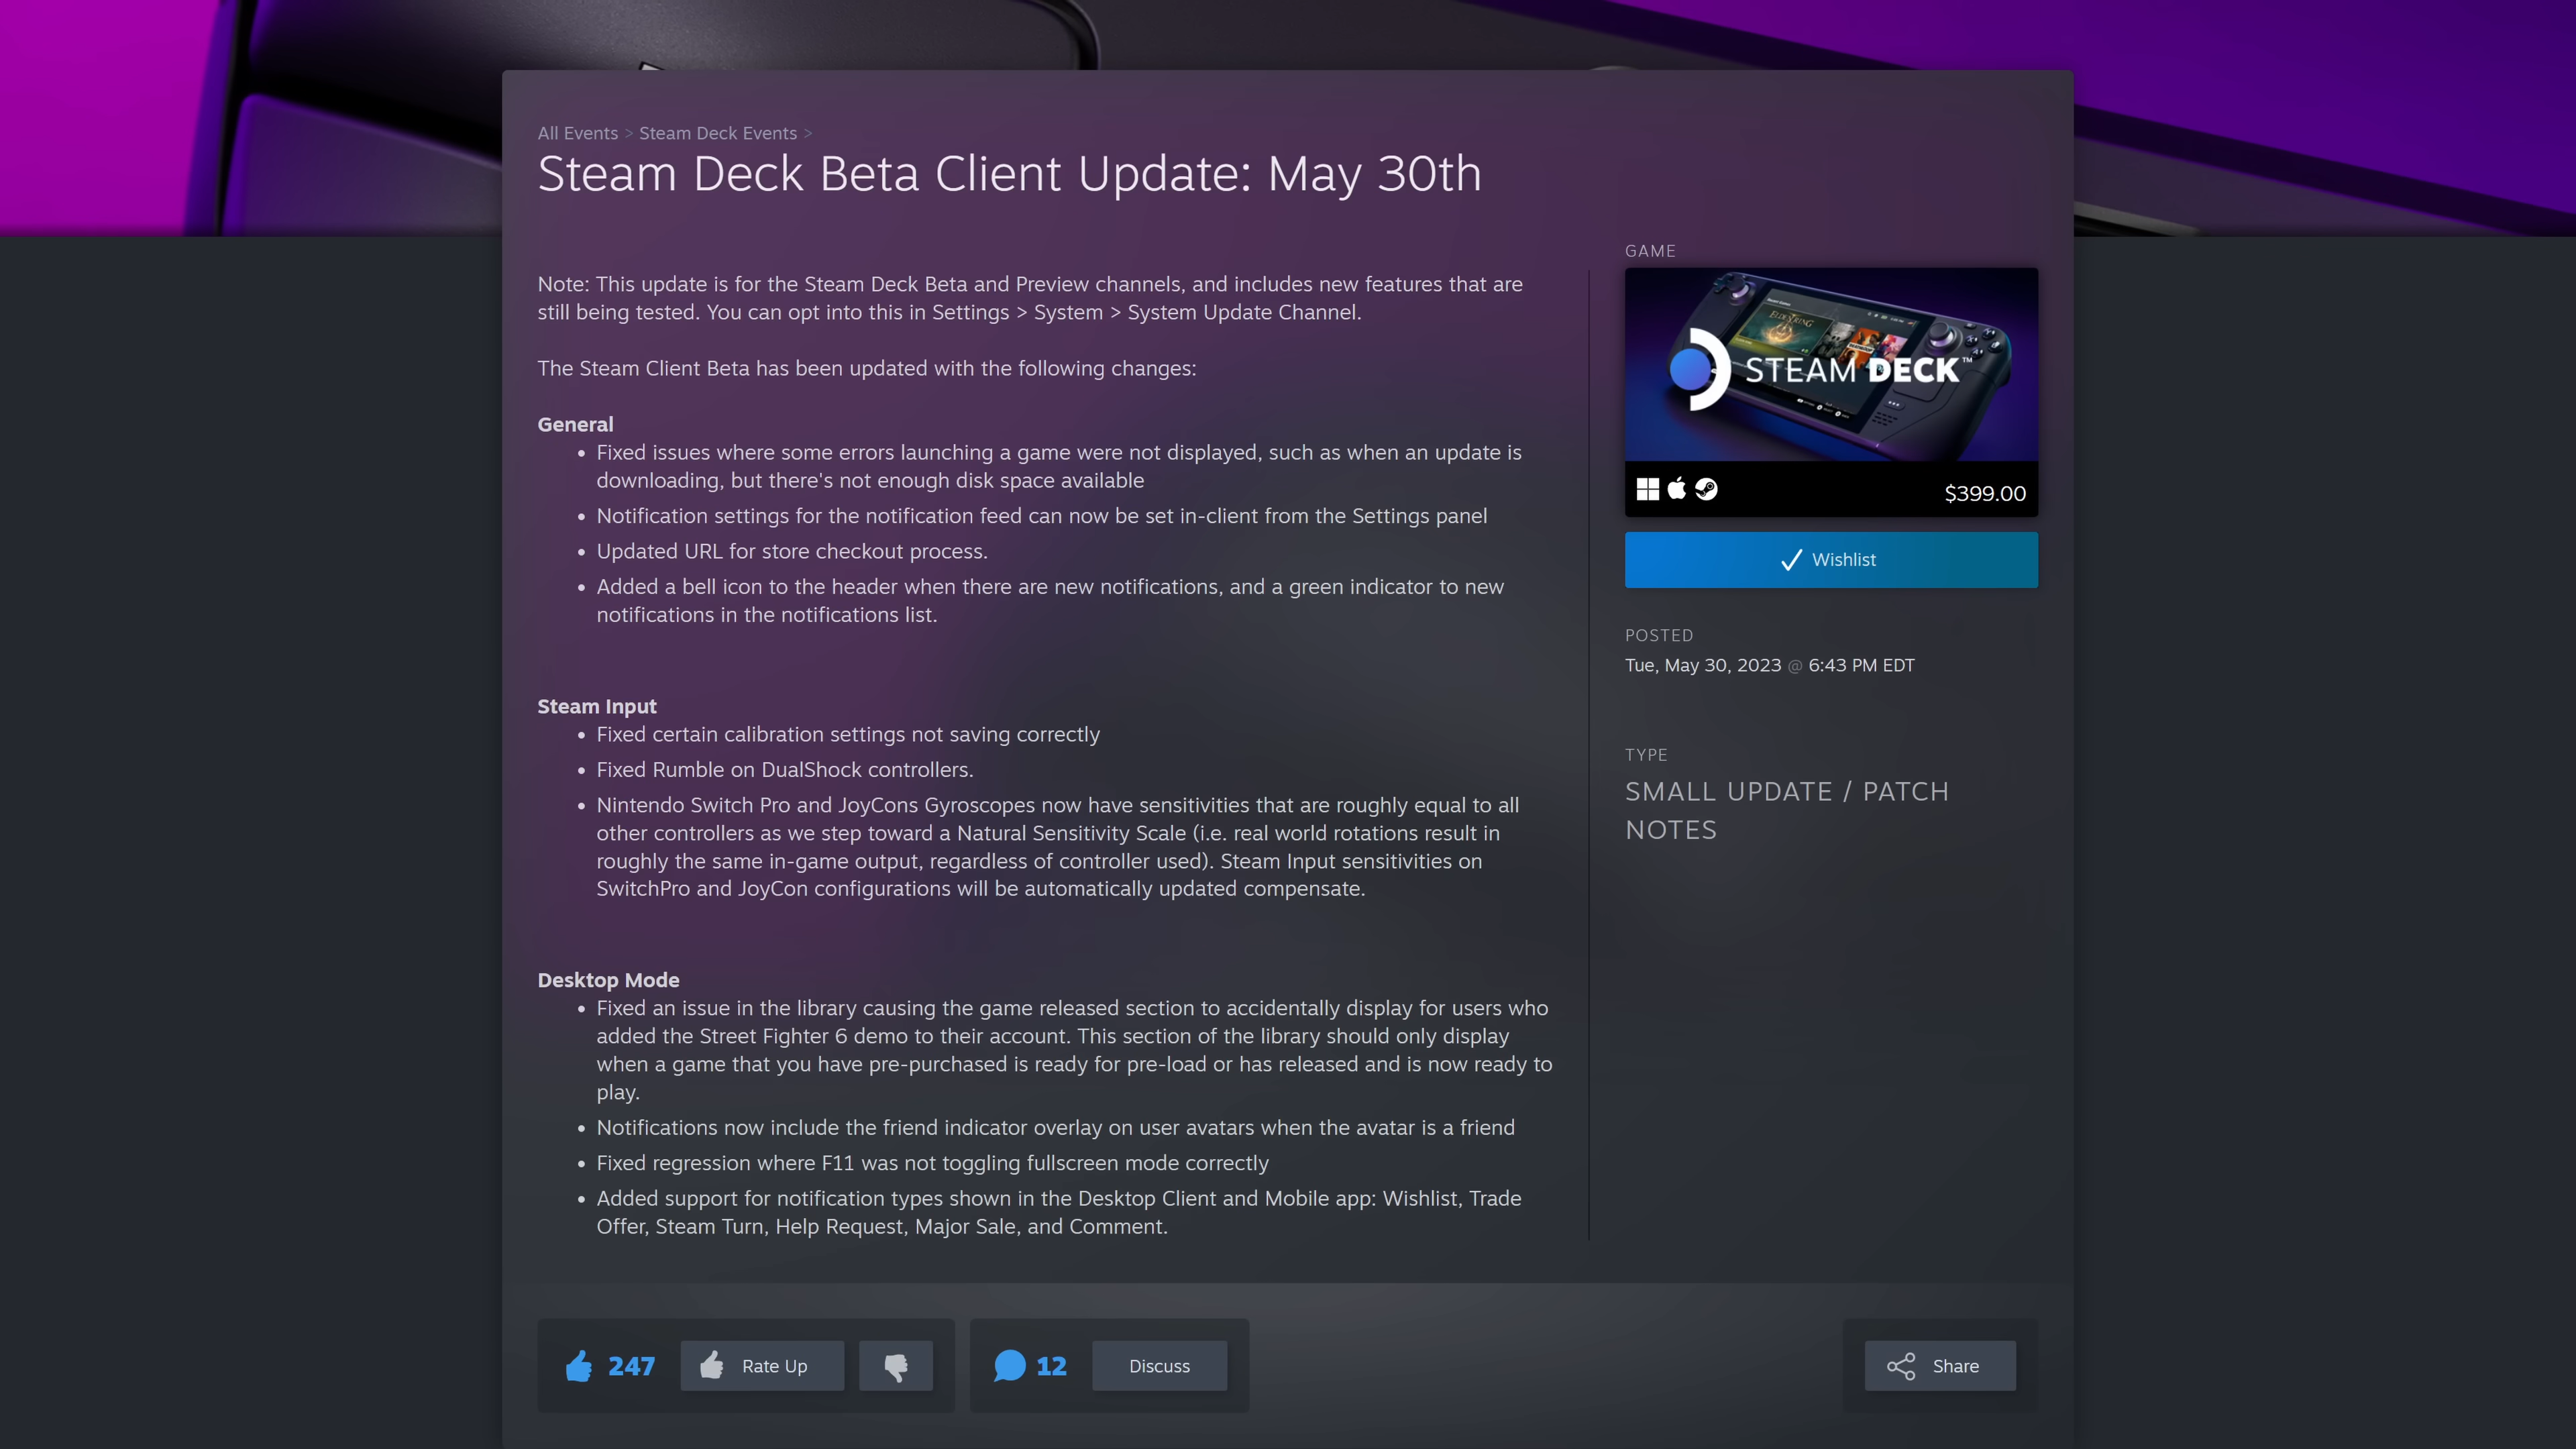 All Events > Steam Deck Events >
Steam Deck Beta Client Update: May 30th
Note: This update is for the Steam Deck Beta and Preview channels, and includes new features that are
still being tested. You can opt into this in Settings > System > System Update Channel.
The Steam Client Beta has been updated with the following changes:
General
• Fixed issues where some errors launching a game were not displayed, such as when an update is
downloading, but there's not enough disk space available
• Notification settings for the notification feed can now be set in-client from the Settings panel
• Updated URL for store checkout process.
• Added a bell icon to the header when there are new notifications, and a green indicator to new
notifications in the notifications list.
Steam Input
• Fixed certain calibration settings not saving correctly
• Fixed Rumble on DualShock controllers.
• Nintendo Switch Pro and JoyCons Gyroscopes now have sensitivities that are roughly equal to all
other controllers as we step toward a Natural Sensitivity Scale (i.e. real world rotations result in
roughly the same in-game output, regardless of controller used). Steam Input sensitivities on
SwitchPro and JoyCon configurations will be automatically updated compensate.
Desktop Mode
• Fixed an issue in the library causing the game released section to accidentally display for users who
added the Street Fighter 6 demo to their account. This section of the library should only display
when a game that you have pre-purchased is ready for pre-load or has released and is now ready to
play.
• Notifications now include the friend indicator overlay on user avatars when the avatar is a friend
• Fixed regression where F11 was not toggling fullscreen mode correctly
• Added support for notification types shown in the Desktop Client and Mobile app: Wishlist, Trade
Offer, Steam Turn, Help Request, Major Sale, and Comment.
GAME
ELDEN RING
STEAM DECK™
$399.00
Wishlist
POSTED
Tue, May 30, 2023 @ 6:43 PM EDT
TYPE
SMALL UPDATE / PATCH
NOTES
247
Rate Up
12
Discuss
Share